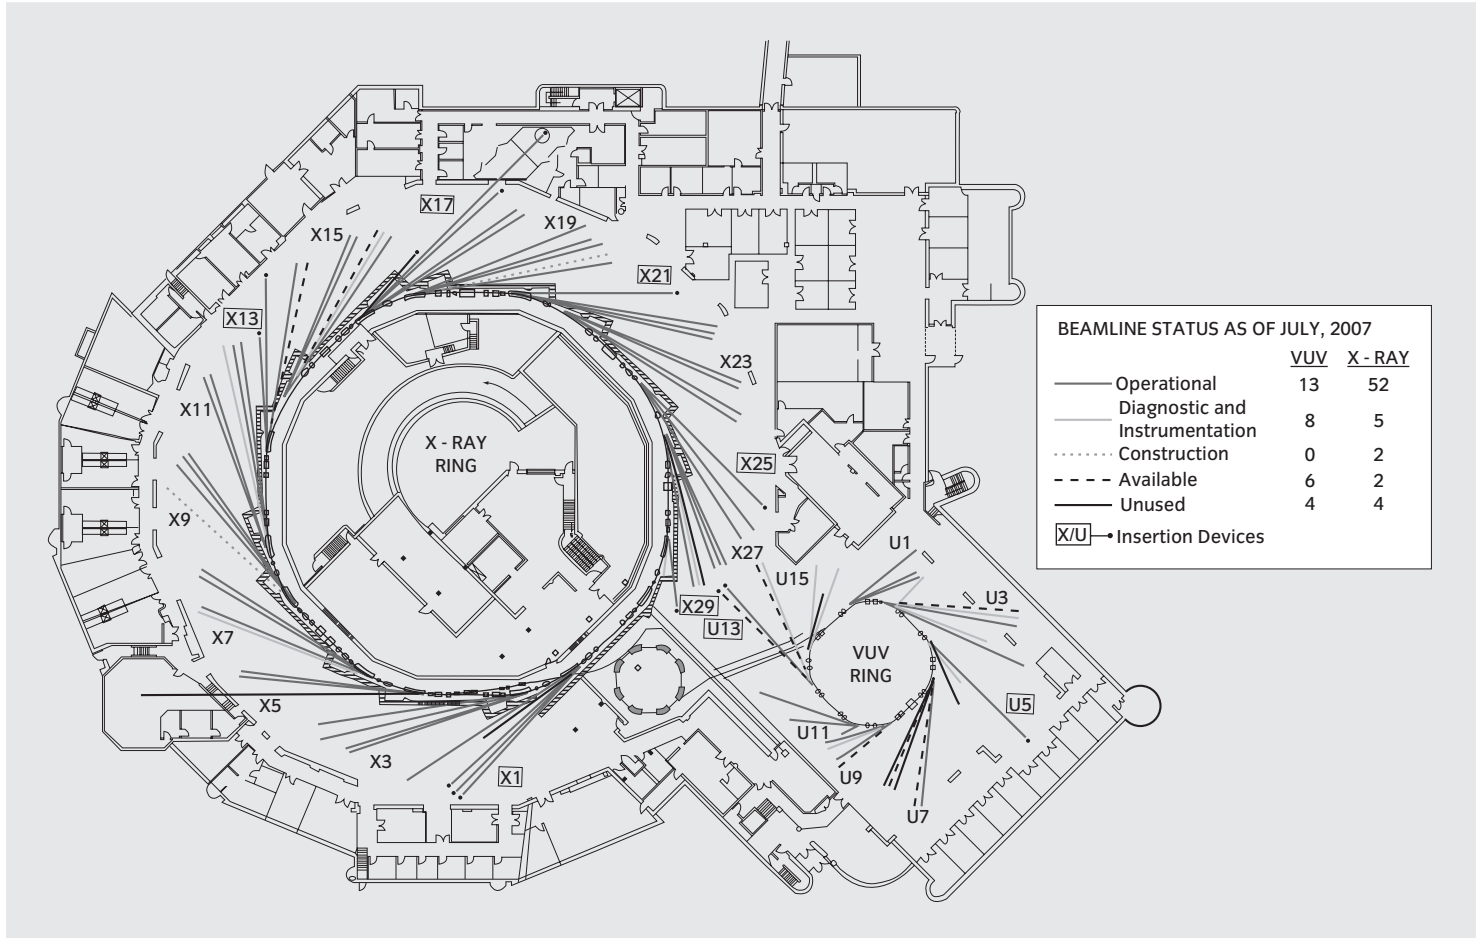 X17
X19
X15
X21
X13
BEAMLINE STATUS AS OF JULY, 2007
VUV X - RAY
Operational 13 52
Diagnostic and
Instrumentation 8 5
Construction 0 2
Available 6 2
Unused 4 4
X/U Insertion Devices
X23
X11
X - RAY
RING
X25
X9
X27
U1
U15
X29
U3
U13
X7
VUV
RING
X5
U5
U11
X3
X1
U9
U7